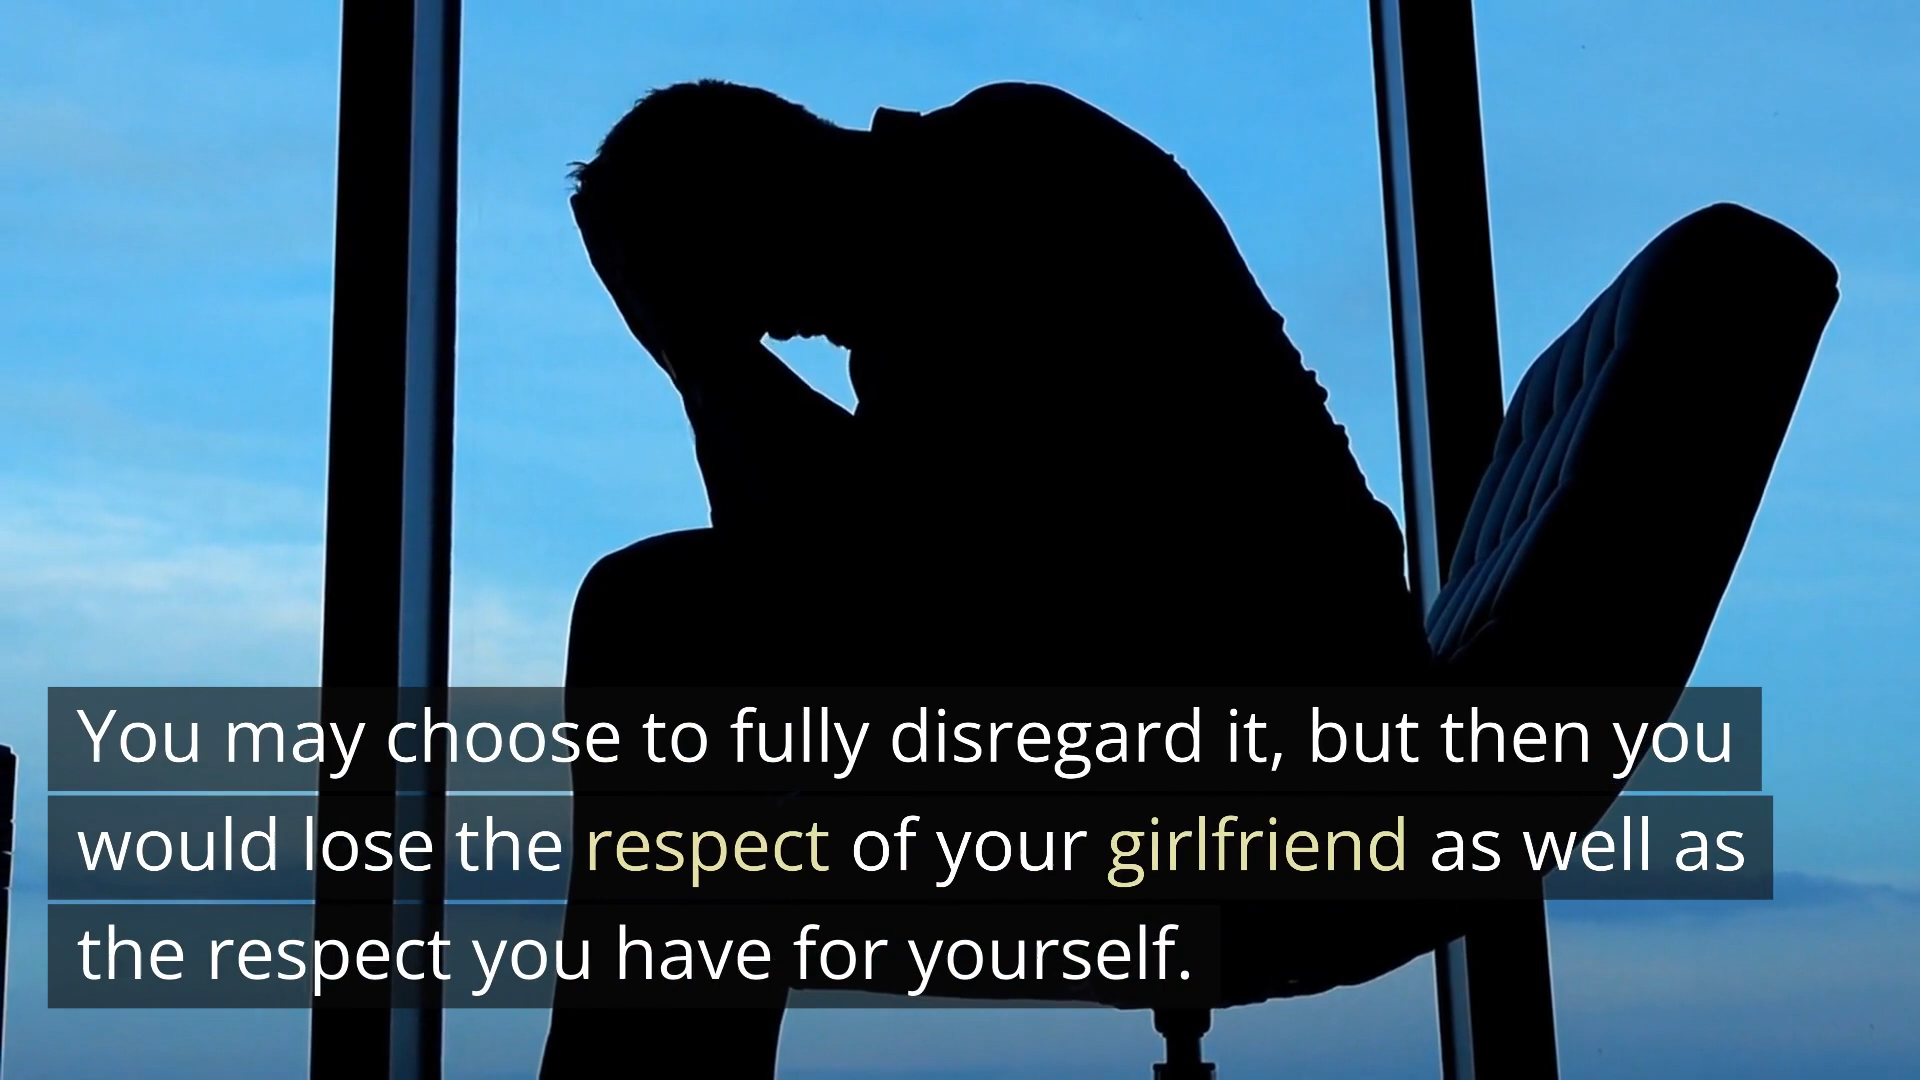 You may choose to fully disregard it, but then you
would lose the respect of your girlfriend as well as
the respect you have for yourself.